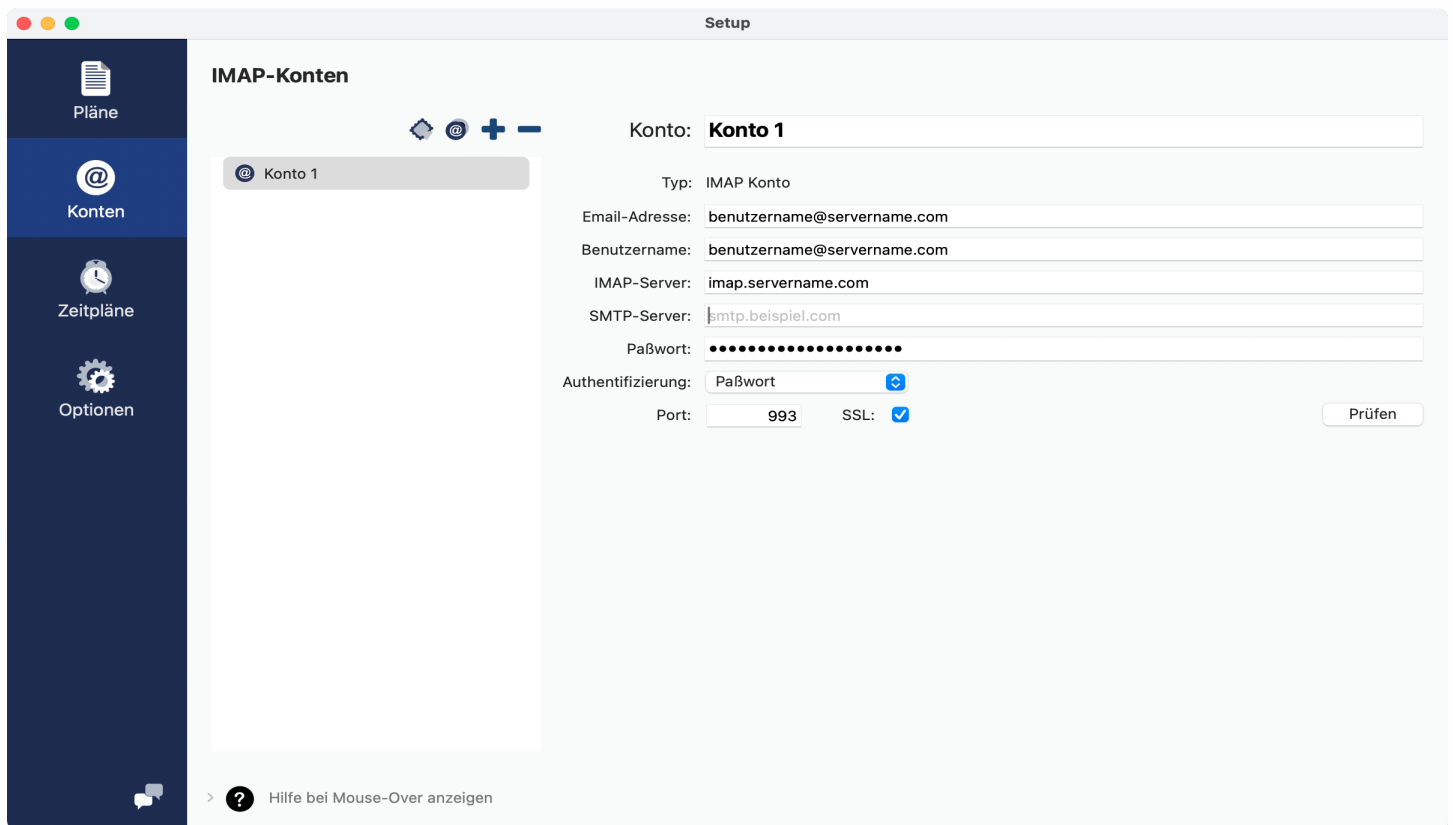 Setup
Pläne
Konten
Zeitpläne
Optionen
IMAP-Konten
@ Konto 1
Konto: Konto 1
Typ: IMAP Konto
Email-Adresse: benutzername@servername.com
Benutzername: benutzername@servername.com
IMAP-Server: imap.servername.com
SMTP-Server: smtp.beispiel.com
Paßwort: ••••••••••••••••••••
Authentifizierung: Paßwort
Port: 993 SSL:
Prüfen
? Hilfe bei Mouse-Over anzeigen